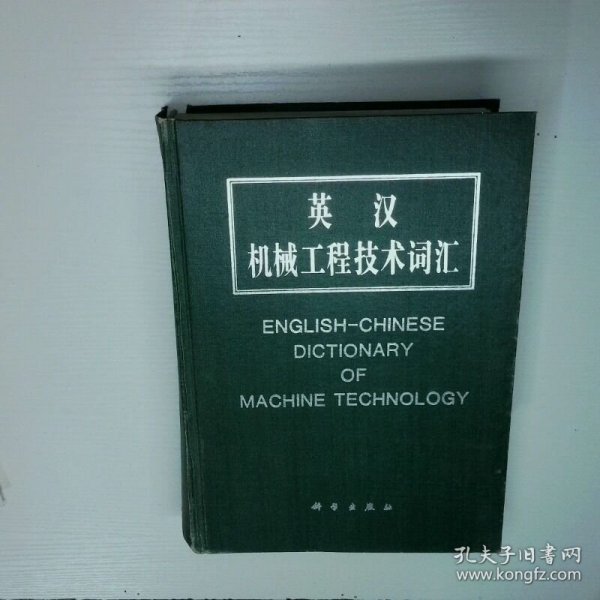 英 汉
机械工程技术词汇
ENGLISH-CHINESE
DICTIONARY
OF
MACHINE TECHNOLOGY
科学出版社
孔夫子旧书网
www.kongfz.com